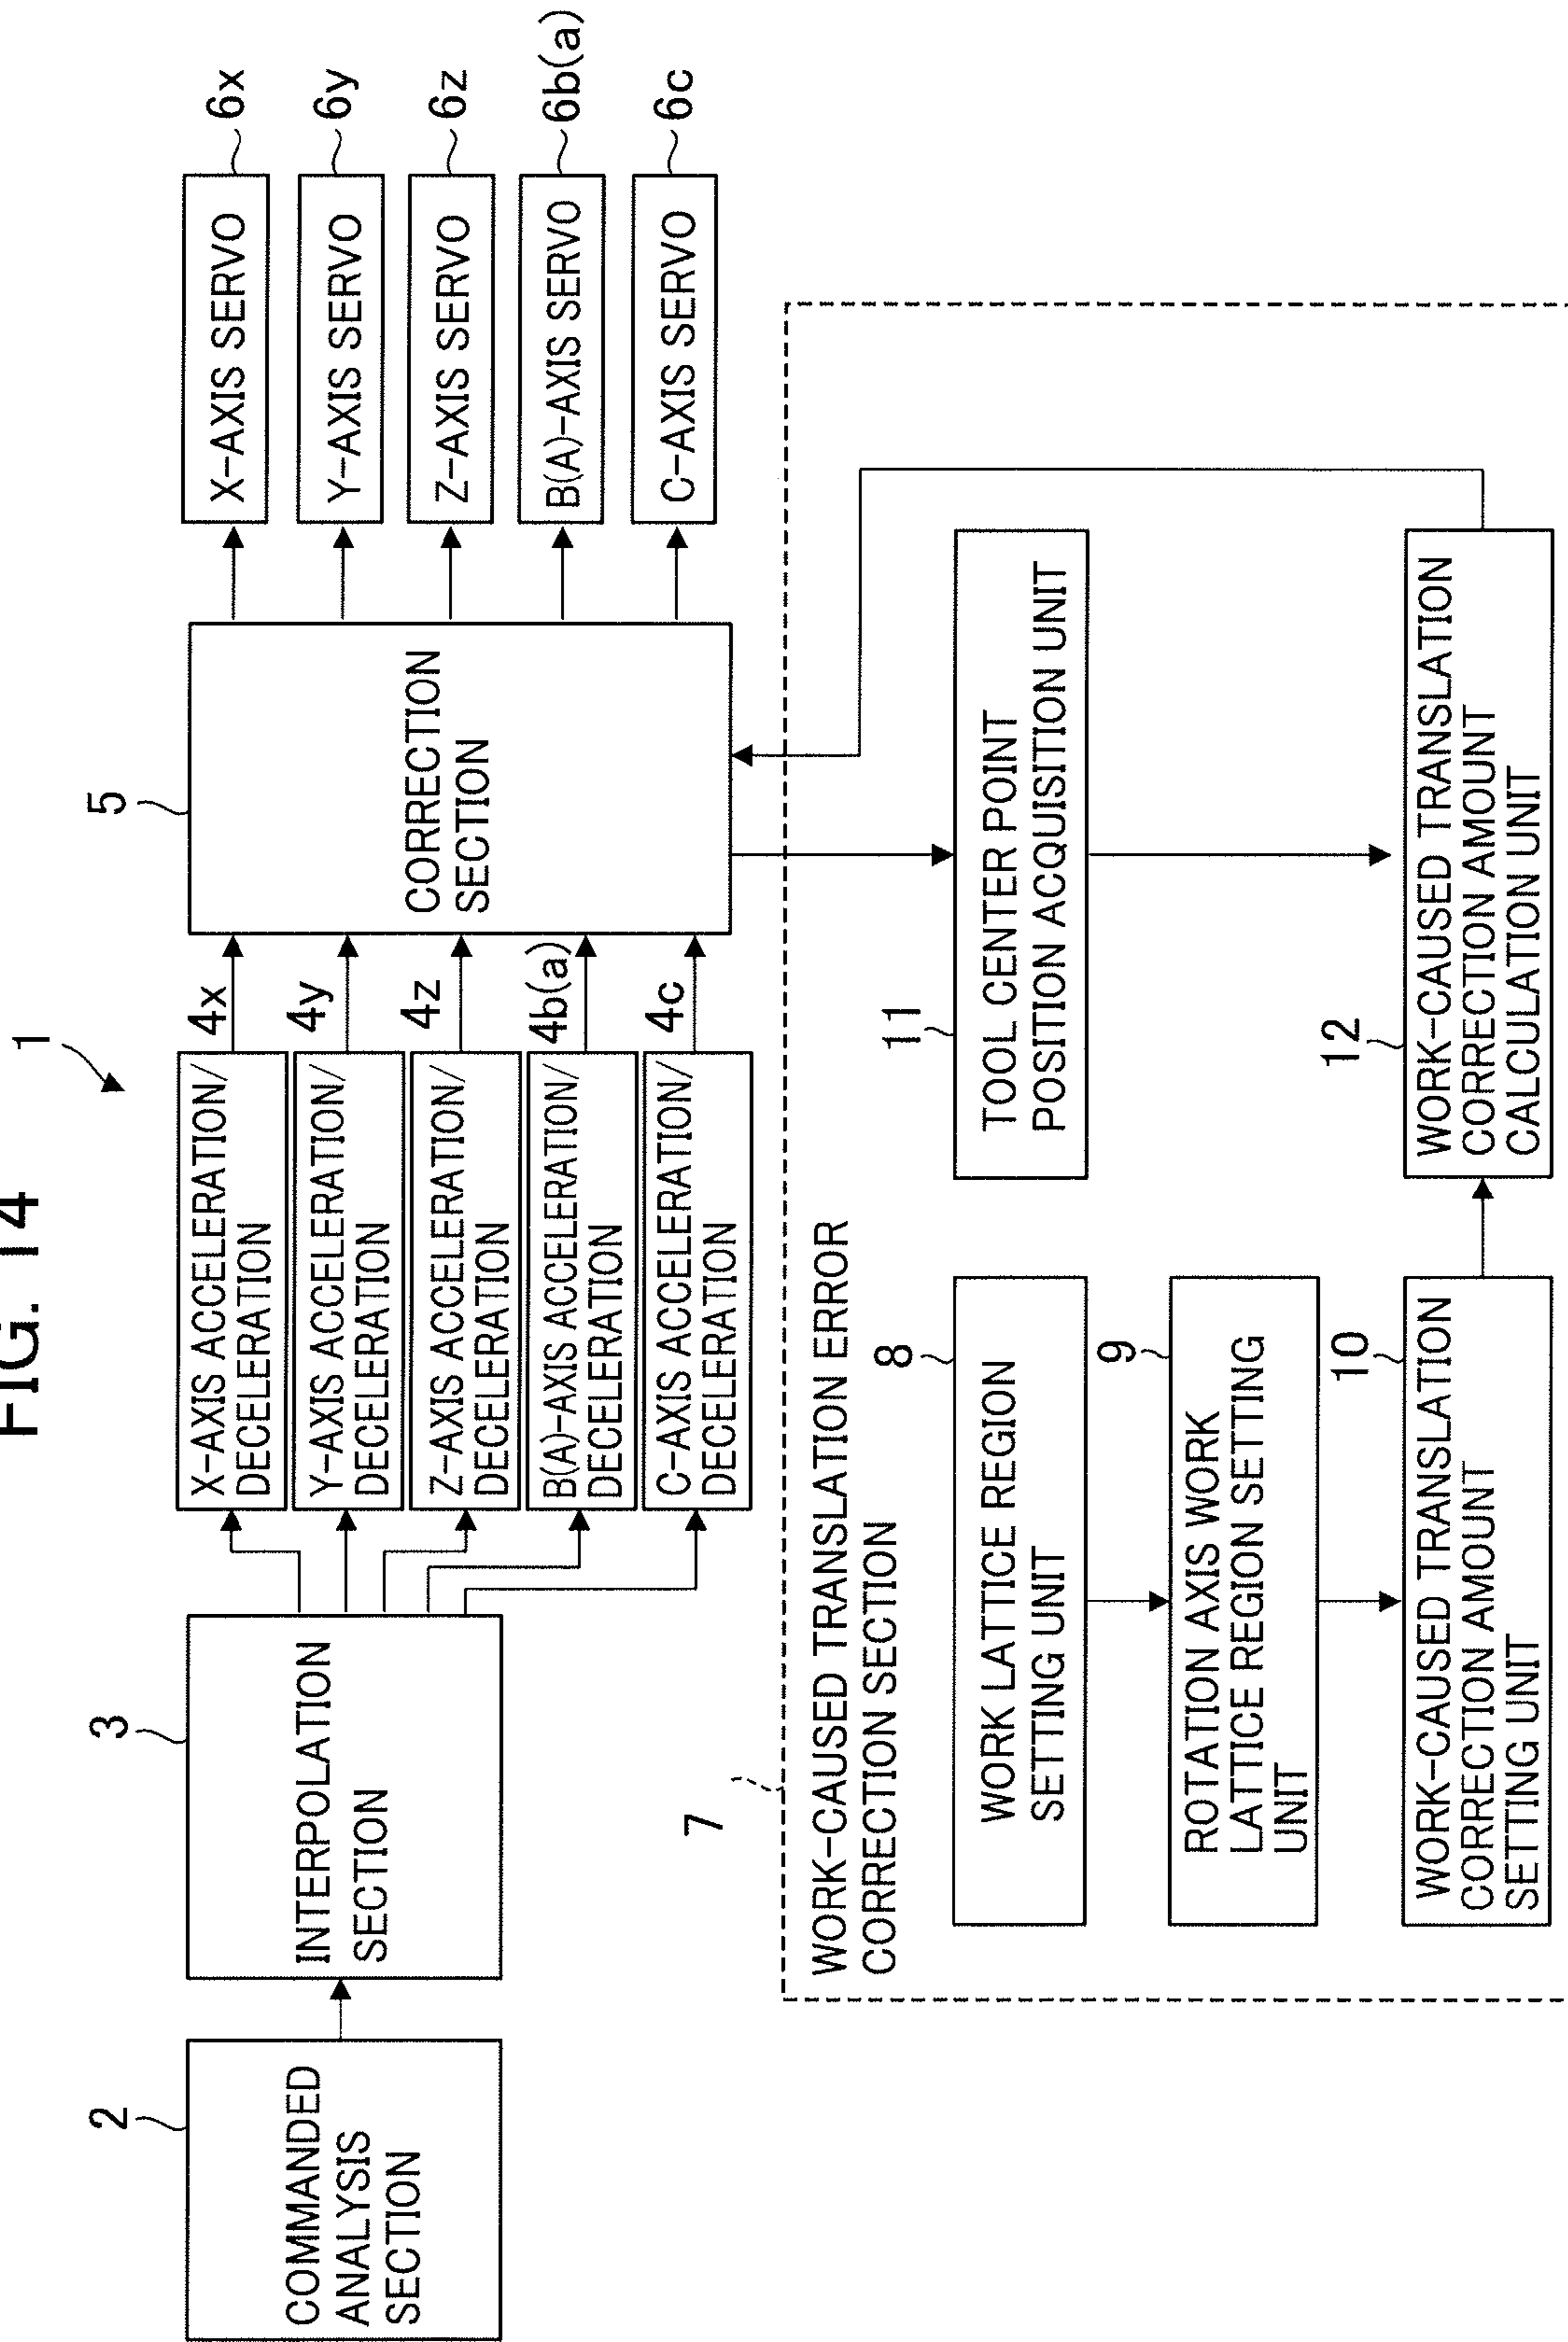 FIG. 14
1
2
COMMANDED
ANALYSIS
SECTION
3
INTERPOLATION
SECTION
X-AXIS ACCELERATION/
DECELERATION
4x
Y-AXIS ACCELERATION/
DECELERATION
4y
Z-AXIS ACCELERATION/
DECELERATION
4z
B(A)-AXIS ACCELERATION/
DECELERATION
4b(a)
C-AXIS ACCELERATION/
DECELERATION
4c
5
CORRECTION
SECTION
X-AXIS SERVO
6x
Y-AXIS SERVO
6y
Z-AXIS SERVO
6z
B(A)-AXIS SERVO
6b(a)
C-AXIS SERVO
6c
7
WORK-CAUSED TRANSLATION ERROR
CORRECTION SECTION
8
WORK LATTICE REGION
SETTING UNIT
9
ROTATION AXIS WORK
LATTICE REGION SETTING
UNIT
10
WORK-CAUSED TRANSLATION
CORRECTION AMOUNT
SETTING UNIT
11
TOOL CENTER POINT
POSITION ACQUISITION UNIT
12
WORK-CAUSED TRANSLATION
CORRECTION AMOUNT
CALCULATION UNIT